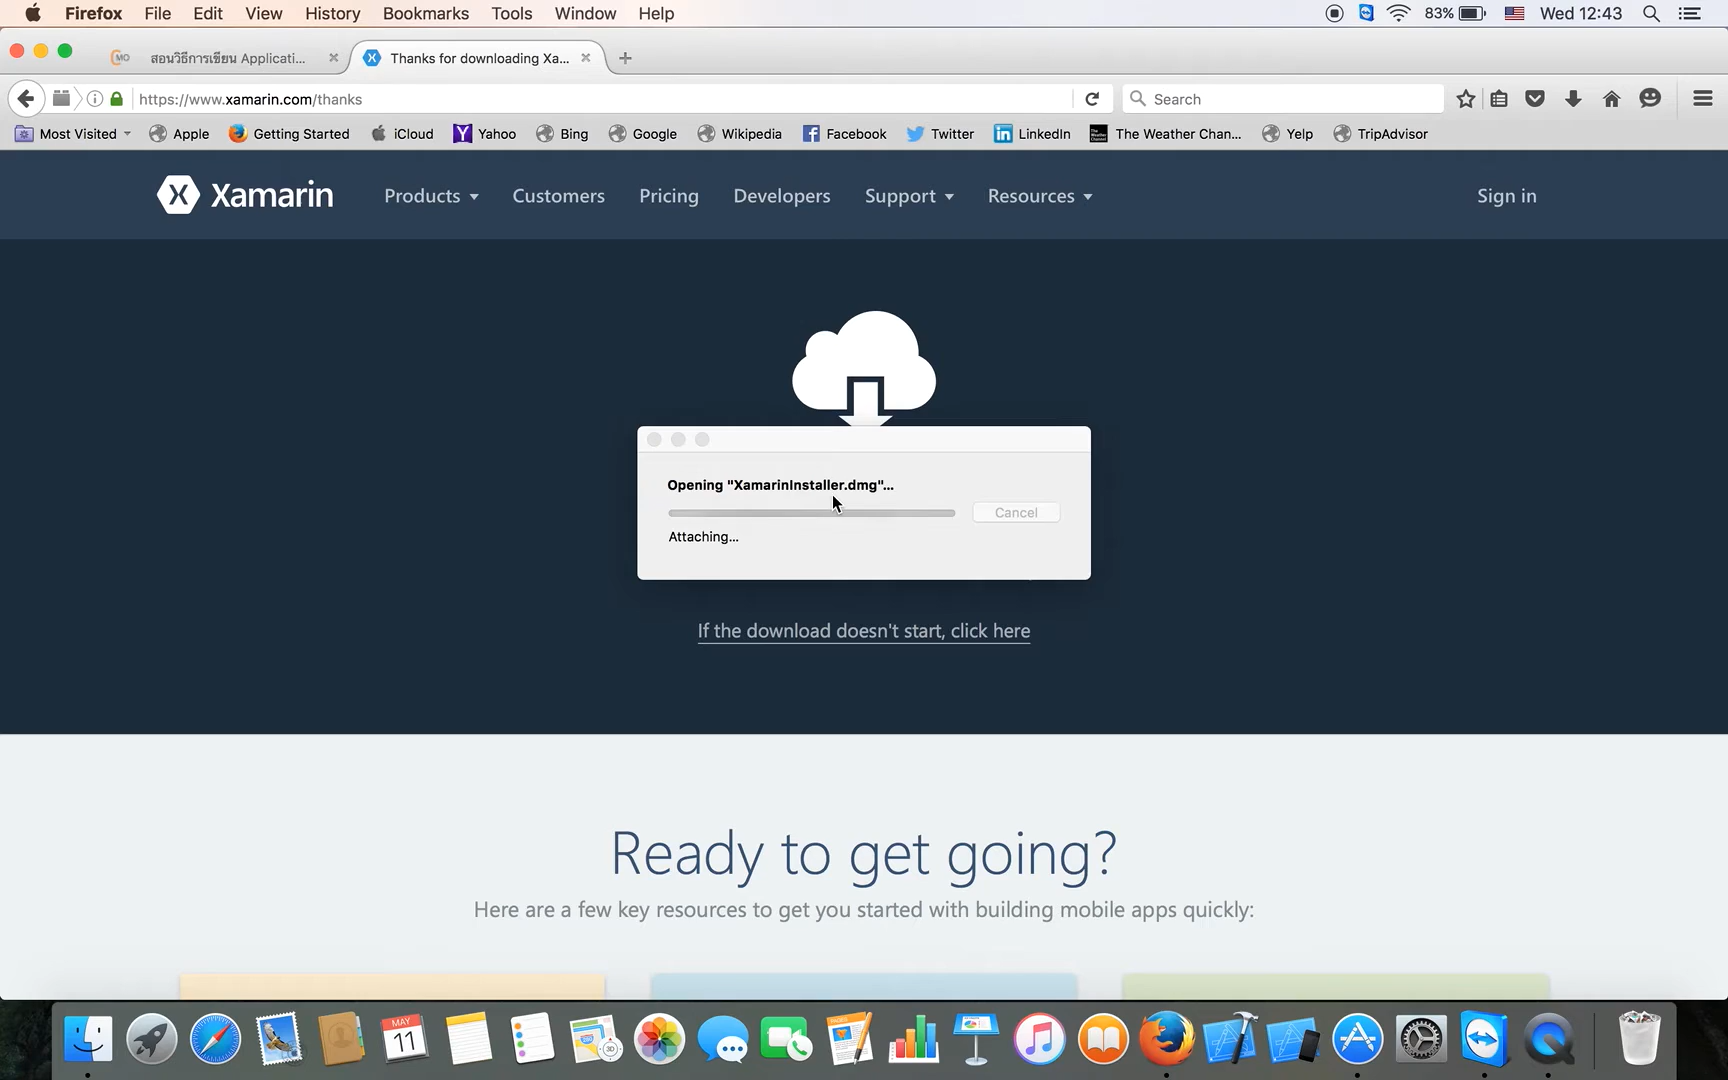 Firefox File Edit View History Bookmarks Tools Window Help 83% Wed 12:43
สอนวิธีการเขียน Applicati... Thanks for downloading Xa...
https://www.xamarin.com/thanks Search
Most Visited Apple Getting Started iCloud Yahoo Bing Google Wikipedia Facebook Twitter LinkedIn The Weather Chan... Yelp TripAdvisor
Xamarin Products Customers Pricing Developers Support Resources Sign in
Opening "XamarinInstaller.dmg"...
Cancel
Attaching...
If the download doesn't start, click here
Ready to get going?
Here are a few key resources to get you started with building mobile apps quickly:
MAY
11